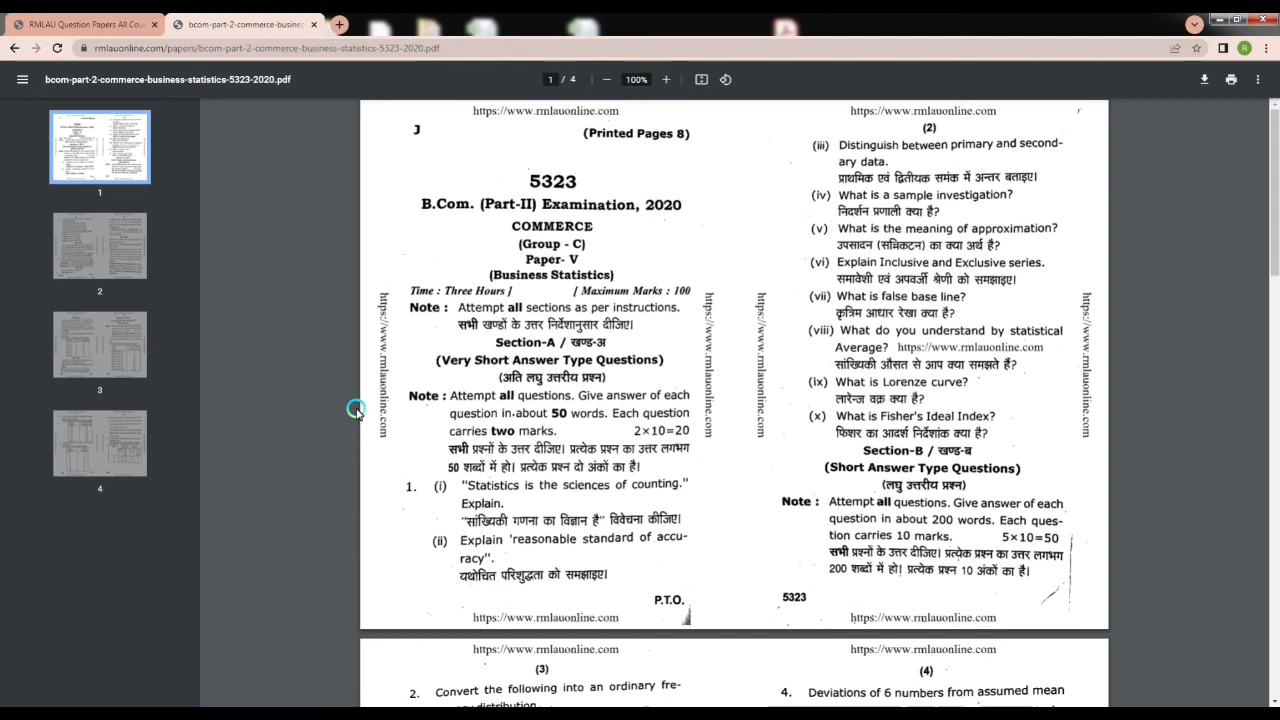 RMLAU Question Papers All Cou
bcom-part-2-commerce-busines
rmlauonline.com/papers/bcom-part-2-commerce-business-statistics-5323-2020.pdf
R
bcom-part-2-commerce-business-statistics-5323-2020.pdf
1 / 4
100%
1
2
3
4
https://www.rmlauonline.com
J
(Printed Pages 8)
5323
B.Com. (Part-II) Examination, 2020
COMMERCE
(Group - C)
Paper- V
(Business Statistics)
Time : Three Hours ] [ Maximum Marks : 100
Note : Attempt all sections as per instructions.
सभी खण्डों के उत्तर निर्देशानुसार दीजिए।
Section-A / खण्ड-अ
(Very Short Answer Type Questions)
(अति लघु उत्तरीय प्रश्न)
Note : Attempt all questions. Give answer of each
question in about 50 words. Each question
carries two marks. 2×10=20
सभी प्रश्नों के उत्तर दीजिए। प्रत्येक प्रश्न का उत्तर लगभग
50 शब्दों में हो। प्रत्येक प्रश्न दो अंकों का है।
1. (i) "Statistics is the sciences of counting."
Explain.
"सांख्यिकी गणना का विज्ञान है" विवेचना कीजिए।
(ii) Explain 'reasonable standard of accu-
racy".
यथोचित परिशुद्धता को समझाइए।
P.T.O.
https://www.rmlauonline.com
https://www.rmlauonline.com
https://www.rmlauonline.com
https://www.rmlauonline.com
(2)
(iii) Distinguish between primary and second-
ary data.
प्राथमिक एवं द्वितीयक समंक में अन्तर बताइए।
(iv) What is a sample investigation?
निदर्शन प्रणाली क्या है?
(v) What is the meaning of approximation?
उपसादन (सन्निकटन) का क्या अर्थ है?
(vi) Explain Inclusive and Exclusive series.
समावेशी एवं अपवर्जी श्रेणी को समझाइए।
(vii) What is false base line?
कृत्रिम आधार रेखा क्या है?
(viii) What do you understand by statistical
Average? https://www.rmlauonline.com
सांख्यिकी औसत से आप क्या समझते हैं?
(ix) What is Lorenze curve?
लारेन्ज वक्र क्या है?
(x) What is Fisher's Ideal Index?
फिशर का आदर्श निर्देशांक क्या है?
Section-B / खण्ड-ब
(Short Answer Type Questions)
(लघु उत्तरीय प्रश्न)
Note : Attempt all questions. Give answer of each
question in about 200 words. Each ques-
tion carries 10 marks. 5×10=50
सभी प्रश्नों के उत्तर दीजिए। प्रत्येक प्रश्न का उत्तर लगभग
200 शब्दों में हो। प्रत्येक प्रश्न 10 अंकों का है।
5323
https://www.rmlauonline.com
https://www.rmlauonline.com
https://www.rmlauonline.com
https://www.rmlauonline.com
(3)
2. Convert the following into an ordinary fre-
distribution
https://www.rmlauonline.com
(4)
4. Deviations of 6 numbers from assumed mean